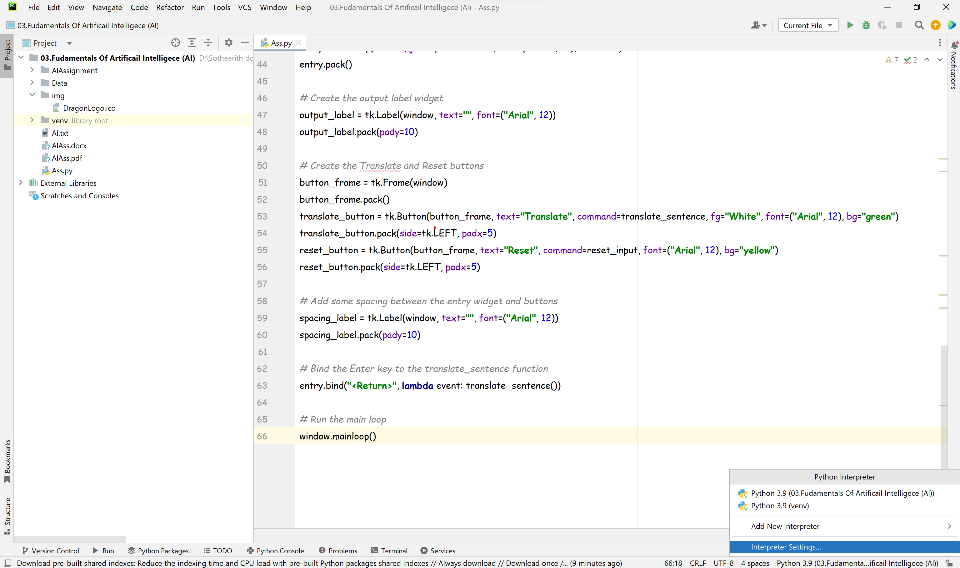 File Edit View Navigate Code Refactor Run Tools VCS Window Help 03.Fudamentals Of Artificail Intelligece (AI) - Ass.py
03.Fudamentals Of Artificail Intelligece (AI)
Current File
Project
Ass.py
03.Fudamentals Of Artificail Intelligece (AI) D:\Sothearith do
AIAssignment
Data
img
DragonLogo.ico
venv library root
AI.txt
AIAss.docx
AIAss.pdf
Ass.py
External Libraries
Scratches and Consoles
Project
Bookmarks
Structure
Notifications
7 2
44 entry.pack()
45
46 # Create the output label widget
47 output_label = tk.Label(window, text="", font=("Arial", 12))
48 output_label.pack(pady=10)
49
50 # Create the Translate and Reset buttons
51 button_frame = tk.Frame(window)
52 button_frame.pack()
53 translate_button = tk.Button(button_frame, text="Translate", command=translate_sentence, fg="White", font=("Arial", 12), bg="green")
54 translate_button.pack(side=tk.LEFT, padx=5)
55 reset_button = tk.Button(button_frame, text="Reset", command=reset_input, font=("Arial", 12), bg="yellow")
56 reset_button.pack(side=tk.LEFT, padx=5)
57
58 # Add some spacing between the entry widget and buttons
59 spacing_label = tk.Label(window, text="", font=("Arial", 12))
60 spacing_label.pack(pady=10)
61
62 # Bind the Enter key to the translate_sentence function
63 entry.bind("<Return>", lambda event: translate_sentence())
64
65 # Run the main loop
66 window.mainloop()
Python Interpreter
Python 3.9 (03.Fudamentals Of Artificail Intelligece (AI))
Python 3.9 (venv)
Add New Interpreter
Interpreter Settings...
Version Control Run Python Packages TODO Python Console Problems Terminal Services
Download pre-built shared indexes: Reduce the indexing time and CPU load with pre-built Python packages shared indexes // Always download // Download once /... (9 minutes ago) 66:18 CRLF UTF-8 4 spaces Python 3.9 (03.Fudamenta...ificail Intelligece (AI))